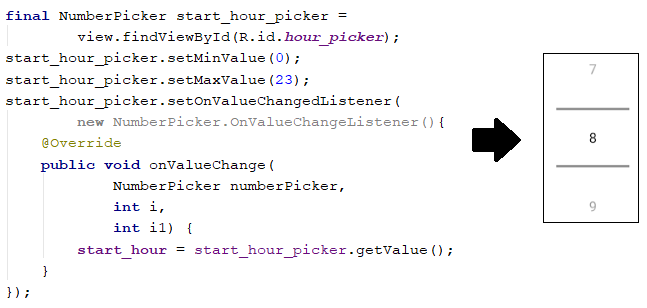 final NumberPicker start_hour_picker =
        view.findViewById(R.id.hour_picker);
start_hour_picker.setMinValue(0);
start_hour_picker.setMaxValue(23);
start_hour_picker.setOnValueChangedListener(
        new NumberPicker.OnValueChangeListener(){
    @Override
    public void onValueChange(
            NumberPicker numberPicker,
            int i,
            int i1) {
        start_hour = start_hour_picker.getValue();
    }
});
7
8
9